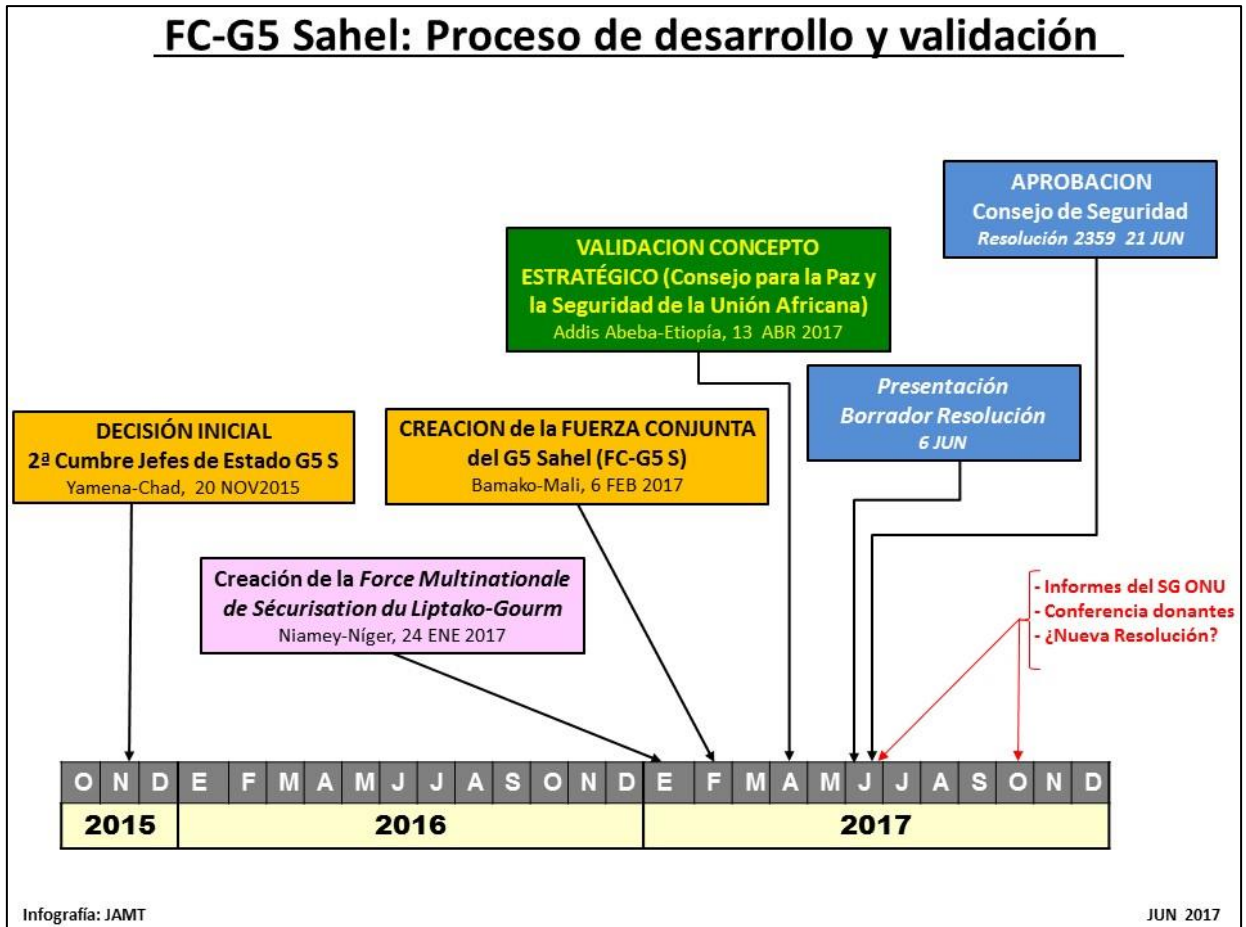 FC-G5 Sahel: Proceso de desarrollo y validación
APROBACION
Consejo de Seguridad
Resolución 2359 21 JUN
VALIDACION CONCEPTO
ESTRATÉGICO (Consejo para la Paz y
la Seguridad de la Unión Africana)
Addis Abeba-Etiopía, 13 ABR 2017
Presentación
Borrador Resolución
6 JUN
DECISIÓN INICIAL
2ª Cumbre Jefes de Estado G5 S
Yamena-Chad, 20 NOV2015
CREACION de la FUERZA CONJUNTA
del G5 Sahel (FC-G5 S)
Bamako-Mali, 6 FEB 2017
Creación de la Force Multinationale
de Sécurisation du Liptako-Gourm
Niamey-Níger, 24 ENE 2017
- Informes del SG ONU
- Conferencia donantes
- ¿Nueva Resolución?
O N D E F M A M J J A S O N D E F M A M J J A S O N D
2015 2016 2017
Infografía: JAMT
JUN 2017